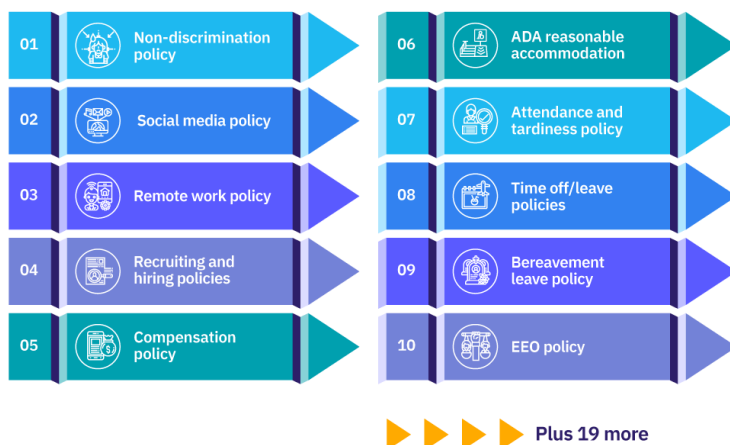 01
Non-discrimination
policy
02
Social media policy
03
Remote work policy
04
Recruiting and
hiring policies
05
Compensation
policy
06
ADA reasonable
accommodation
07
Attendance and
tardiness policy
08
Time off/leave
policies
09
Bereavement
leave policy
10
EEO policy
Plus 19 more